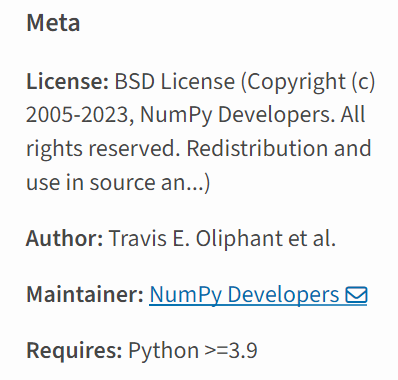 Meta
License: BSD License (Copyright (c)
2005-2023, NumPy Developers. All
rights reserved. Redistribution and
use in source an...)
Author: Travis E. Oliphant et al.
Maintainer: NumPy Developers
Requires: Python >=3.9